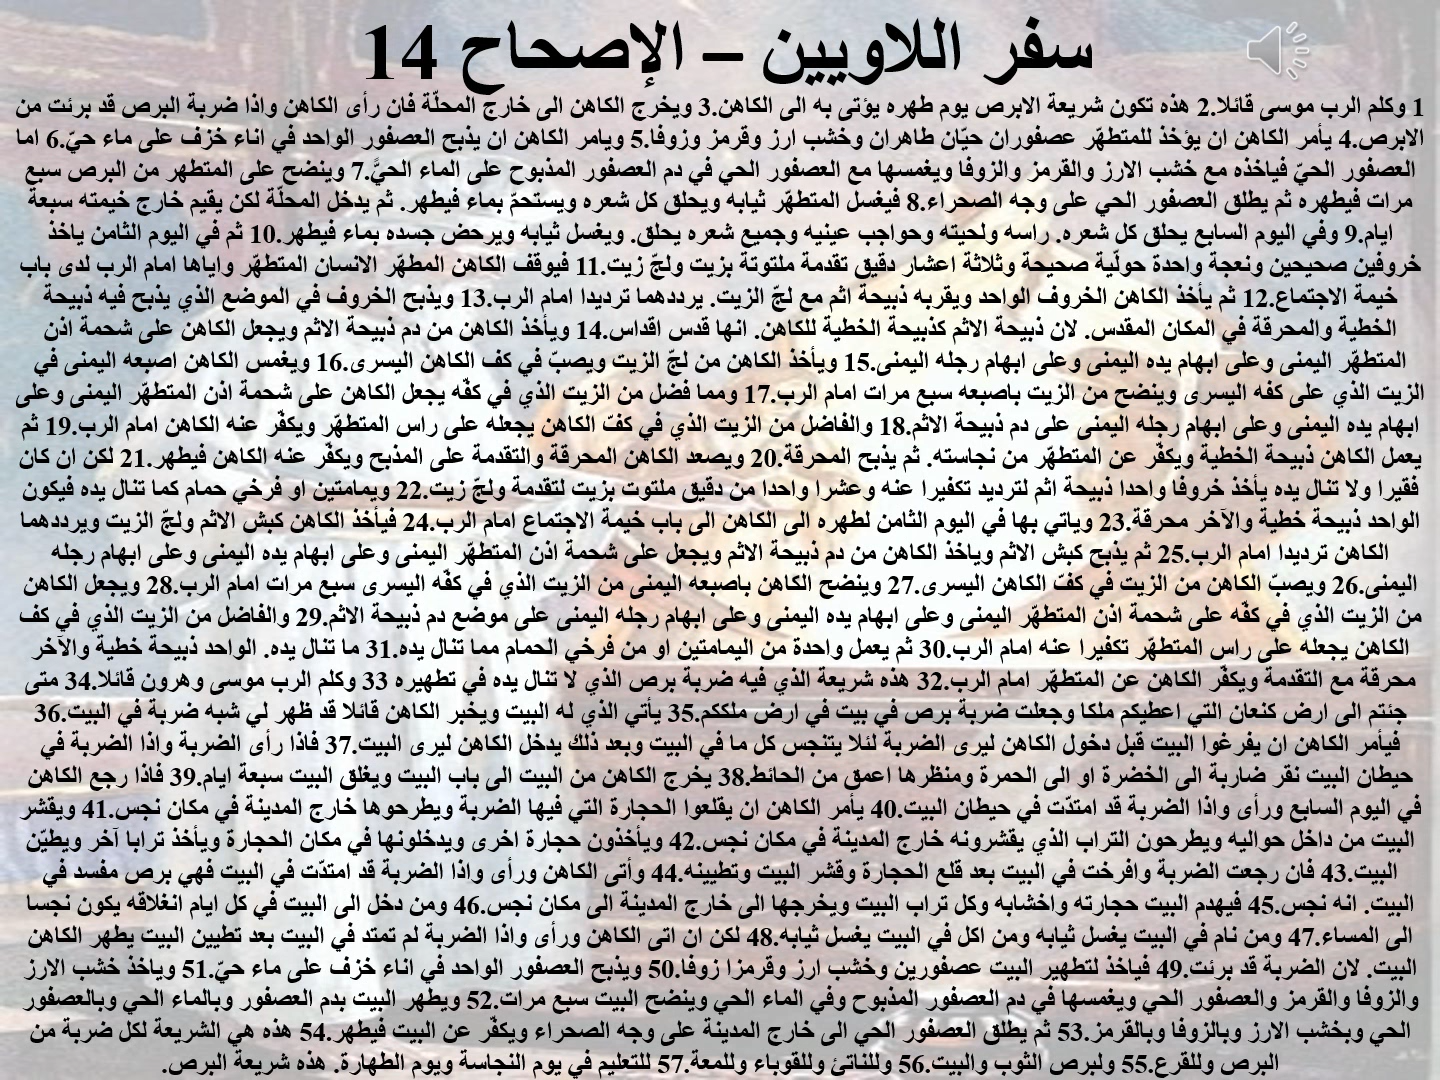 سفر اللاويين – الإصحاح 14
1 وكلم الرب موسى قائلا.2 هذه تكون شريعة الابرص يوم طهره يؤتى به الى الكاهن.3 ويخرج الكاهن الى خارج المحلّة فان رأى الكاهن واذا ضربة البرص قد برئت من
الابرص.4 يأمر الكاهن ان يؤخذ للمتطهّر عصفوران حيّان طاهران وخشب ارز وقرمز وزوفا.5 ويامر الكاهن ان يذبح العصفور الواحد في اناء خزف على ماء حيّ.6 اما
العصفور الحيّ فياخذه مع خشب الارز والقرمز والزوفا ويغمسها مع العصفور الحي في دم العصفور المذبوح على الماء الحيَّ.7 وينضح على المتطهر من البرص سبع
مرات فيطهره ثم يطلق العصفور الحي على وجه الصحراء.8 فيغسل المتطهّر ثيابه ويحلق كل شعره ويستحمّ بماء فيطهر. ثم يدخل المحلّة لكن يقيم خارج خيمته سبعة
ايام.9 وفي اليوم السابع يحلق كل شعره. راسه ولحيته وحواجب عينيه وجميع شعره يحلق. ويغسل ثيابه ويرحض جسده بماء فيطهر.10 ثم في اليوم الثامن ياخذ
خروفين صحيحين ونعجة واحدة حولّية صحيحة وثلاثة اعشار دقيق تقدمة ملتوتة بزيت ولجّ زيت.11 فيوقف الكاهن المطهّر الانسان المتطهّر واياها امام الرب لدى باب
خيمة الاجتماع.12 ثم يأخذ الكاهن الخروف الواحد ويقربه ذبيحة اثم مع لجّ الزيت. يرددهما ترديدا امام الرب.13 ويذبح الخروف في الموضع الذي يذبح فيه ذبيحة
الخطية والمحرقة في المكان المقدس. لان ذبيحة الاثم كذبيحة الخطية للكاهن. انها قدس اقداس.14 ويأخذ الكاهن من دم ذبيحة الاثم ويجعل الكاهن على شحمة اذن
المتطهّر اليمنى وعلى ابهام يده اليمنى وعلى ابهام رجله اليمنى.15 ويأخذ الكاهن من لجّ الزيت ويصبّ في كف الكاهن اليسرى.16 ويغمس الكاهن اصبعه اليمنى في
الزيت الذي على كفه اليسرى وينضح من الزيت باصبعه سبع مرات امام الرب.17 ومما فضل من الزيت الذي في كفّه يجعل الكاهن على شحمة اذن المتطهّر اليمنى وعلى
ابهام يده اليمنى وعلى ابهام رجله اليمنى على دم ذبيحة الاثم.18 والفاضل من الزيت الذي في كفّ الكاهن يجعله على راس المتطهّر ويكفّر عنه الكاهن امام الرب.19 ثم
يعمل الكاهن ذبيحة الخطية ويكفّر عن المتطهّر من نجاسته. ثم يذبح المحرقة.20 ويصعد الكاهن المحرقة والتقدمة على المذبح ويكفّر عنه الكاهن فيطهر.21 لكن ان كان
فقيرا ولا تنال يده يأخذ خروفا واحدا ذبيحة اثم لترديد تكفيرا عنه وعشرا واحدا من دقيق ملتوت بزيت لتقدمة ولجّ زيت.22 ويمامتين او فرخي حمام كما تنال يده فيكون
الواحد ذبيحة خطية والآخر محرقة.23 وياتي بها في اليوم الثامن لطهره الى الكاهن الى باب خيمة الاجتماع امام الرب.24 فيأخذ الكاهن كبش الاثم ولجّ الزيت ويرددهما
الكاهن ترديدا امام الرب.25 ثم يذبح كبش الاثم وياخذ الكاهن من دم ذبيحة الاثم ويجعل على شحمة اذن المتطهّر اليمنى وعلى ابهام يده اليمنى وعلى ابهام رجله
اليمنى.26 ويصبّ الكاهن من الزيت في كفّ الكاهن اليسرى.27 وينضح الكاهن باصبعه اليمنى من الزيت الذي في كفّه اليسرى سبع مرات امام الرب.28 ويجعل الكاهن
من الزيت الذي في كفّه على شحمة اذن المتطهّر اليمنى وعلى ابهام يده اليمنى وعلى ابهام رجله اليمنى على موضع دم ذبيحة الاثم.29 والفاضل من الزيت الذي في كف
الكاهن يجعله على راس المتطهّر تكفيرا عنه امام الرب.30 ثم يعمل واحدة من اليمامتين او من فرخي الحمام مما تنال يده.31 ما تنال يده. الواحد ذبيحة خطية والآخر
محرقة مع التقدمة ويكفّر الكاهن عن المتطهّر امام الرب.32 هذه شريعة الذي فيه ضربة برص الذي لا تنال يده في تطهيره 33 وكلم الرب موسى وهرون قائلا.34 متى
جئتم الى ارض كنعان التي اعطيكم ملكا وجعلت ضربة برص في بيت في ارض ملككم.35 يأتي الذي له البيت ويخبر الكاهن قائلا قد ظهر لي شبه ضربة في البيت.36
فيأمر الكاهن ان يفرغوا البيت قبل دخول الكاهن ليرى الضربة لئلا يتنجس كل ما في البيت وبعد ذلك يدخل الكاهن ليرى البيت.37 فاذا رأى الضربة واذا الضربة في
حيطان البيت نقر ضاربة الى الخضرة او الى الحمرة ومنظرها اعمق من الحائط.38 يخرج الكاهن من البيت الى باب البيت ويغلق البيت سبعة ايام.39 فاذا رجع الكاهن
في اليوم السابع ورأى واذا الضربة قد امتدّت في حيطان البيت.40 يأمر الكاهن ان يقلعوا الحجارة التي فيها الضربة ويطرحوها خارج المدينة في مكان نجس.41 ويقشر
البيت من داخل حواليه ويطرحون التراب الذي يقشرونه خارج المدينة في مكان نجس.42 ويأخذون حجارة اخرى ويدخلونها في مكان الحجارة ويأخذ ترابا آخر ويطيّن
البيت.43 فان رجعت الضربة وافرخت في البيت بعد قلع الحجارة وقشر البيت وتطيينه.44 وأتى الكاهن ورأى واذا الضربة قد امتدّت في البيت فهي برص مفسد في
البيت. انه نجس.45 فيهدم البيت حجارته واخشابه وكل تراب البيت ويخرجها الى خارج المدينة الى مكان نجس.46 ومن دخل الى البيت في كل ايام انغلاقه يكون نجسا
الى المساء.47 ومن نام في البيت يغسل ثيابه ومن اكل في البيت يغسل ثيابه.48 لكن ان اتى الكاهن ورأى واذا الضربة لم تمتد في البيت بعد تطيين البيت يطهر الكاهن
البيت. لان الضربة قد برئت.49 فياخذ لتطهير البيت عصفورين وخشب ارز وقرمزا زوفا.50 ويذبح العصفور الواحد في اناء خزف على ماء حيّ.51 وياخذ خشب الارز
والزوفا والقرمز والعصفور الحي ويغمسها في دم العصفور المذبوح وفي الماء الحي وينضح البيت سبع مرات.52 ويطهر البيت بدم العصفور وبالماء الحي وبالعصفور
الحي وبخشب الارز وبالزوفا وبالقرمز.53 ثم يطلق العصفور الحي الى خارج المدينة على وجه الصحراء ويكفّر عن البيت فيطهر.54 هذه هي الشريعة لكل ضربة من
البرص وللقرع.55 ولبرص الثوب والبيت.56 وللناتئ وللقوباء وللمعة.57 للتعليم في يوم النجاسة ويوم الطهارة. هذه شريعة البرص.